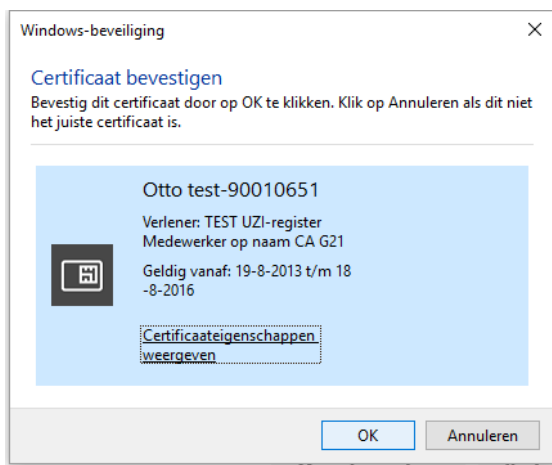 Windows-beveiliging
Certificaat bevestigen
Bevestig dit certificaat door op OK te klikken. Klik op Annuleren als dit niet
het juiste certificaat is.
Otto test-90010651
Verlener: TEST UZI-register
Medewerker op naam CA G21
Geldig vanaf: 19-8-2013 t/m 18
-8-2016
Certificaateigenschappen
weergeven
OK Annuleren